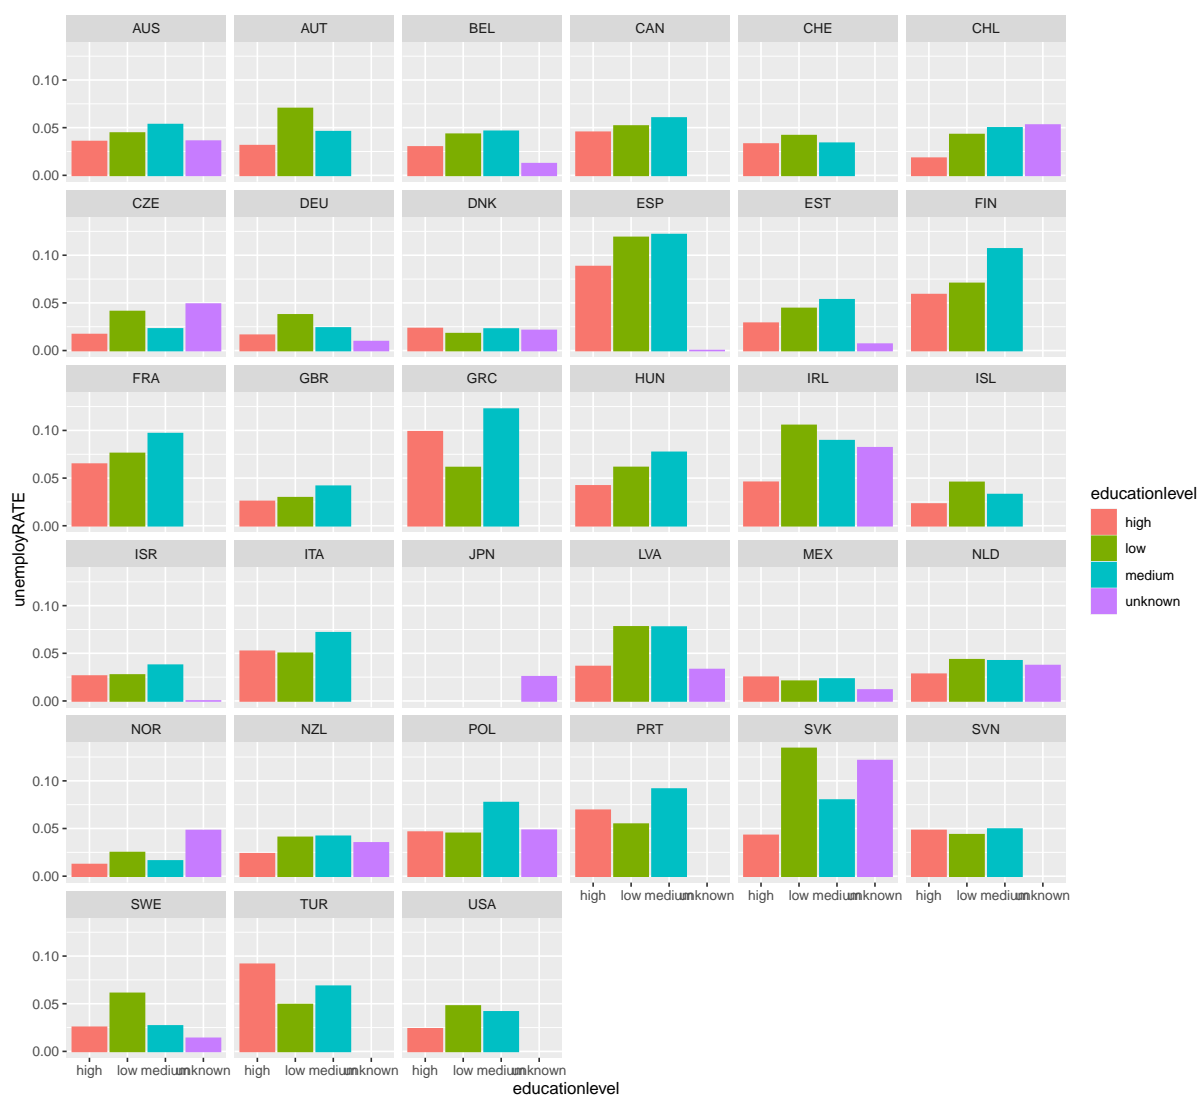 AUS AUT BEL CAN CHE CHL
0.10
0.05
0.00
CZE DEU DNK ESP EST FIN
0.10
0.05
0.00
FRA GBR GRC HUN IRL ISL
0.10
0.05
0.00
ISR ITA JPN LVA MEX NLD
0.10
0.05
0.00
NOR NZL POL PRT SVK SVN
0.10
0.05
0.00
high low medium unknown high low medium unknown high low medium unknown
SWE TUR USA
0.10
0.05
0.00
high low medium unknown high low medium unknown high low medium unknown
educationlevel
unemployRATE
educationlevel
high
low
medium
unknown